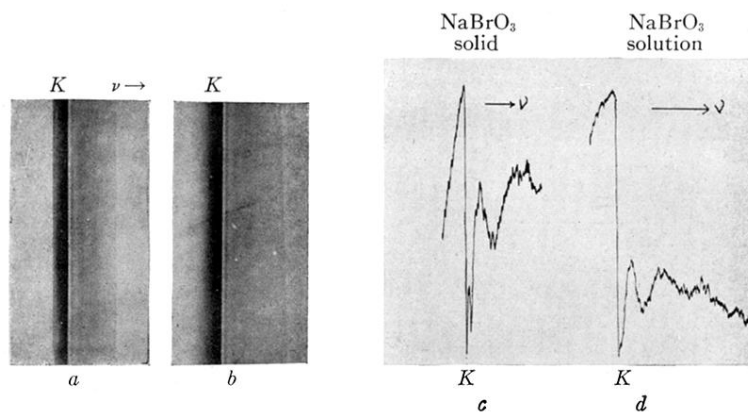 NaBrO₃
solid
NaBrO₃
solution
K
ν →
K
→ ν
→ ν
a
b
K
c
K
d